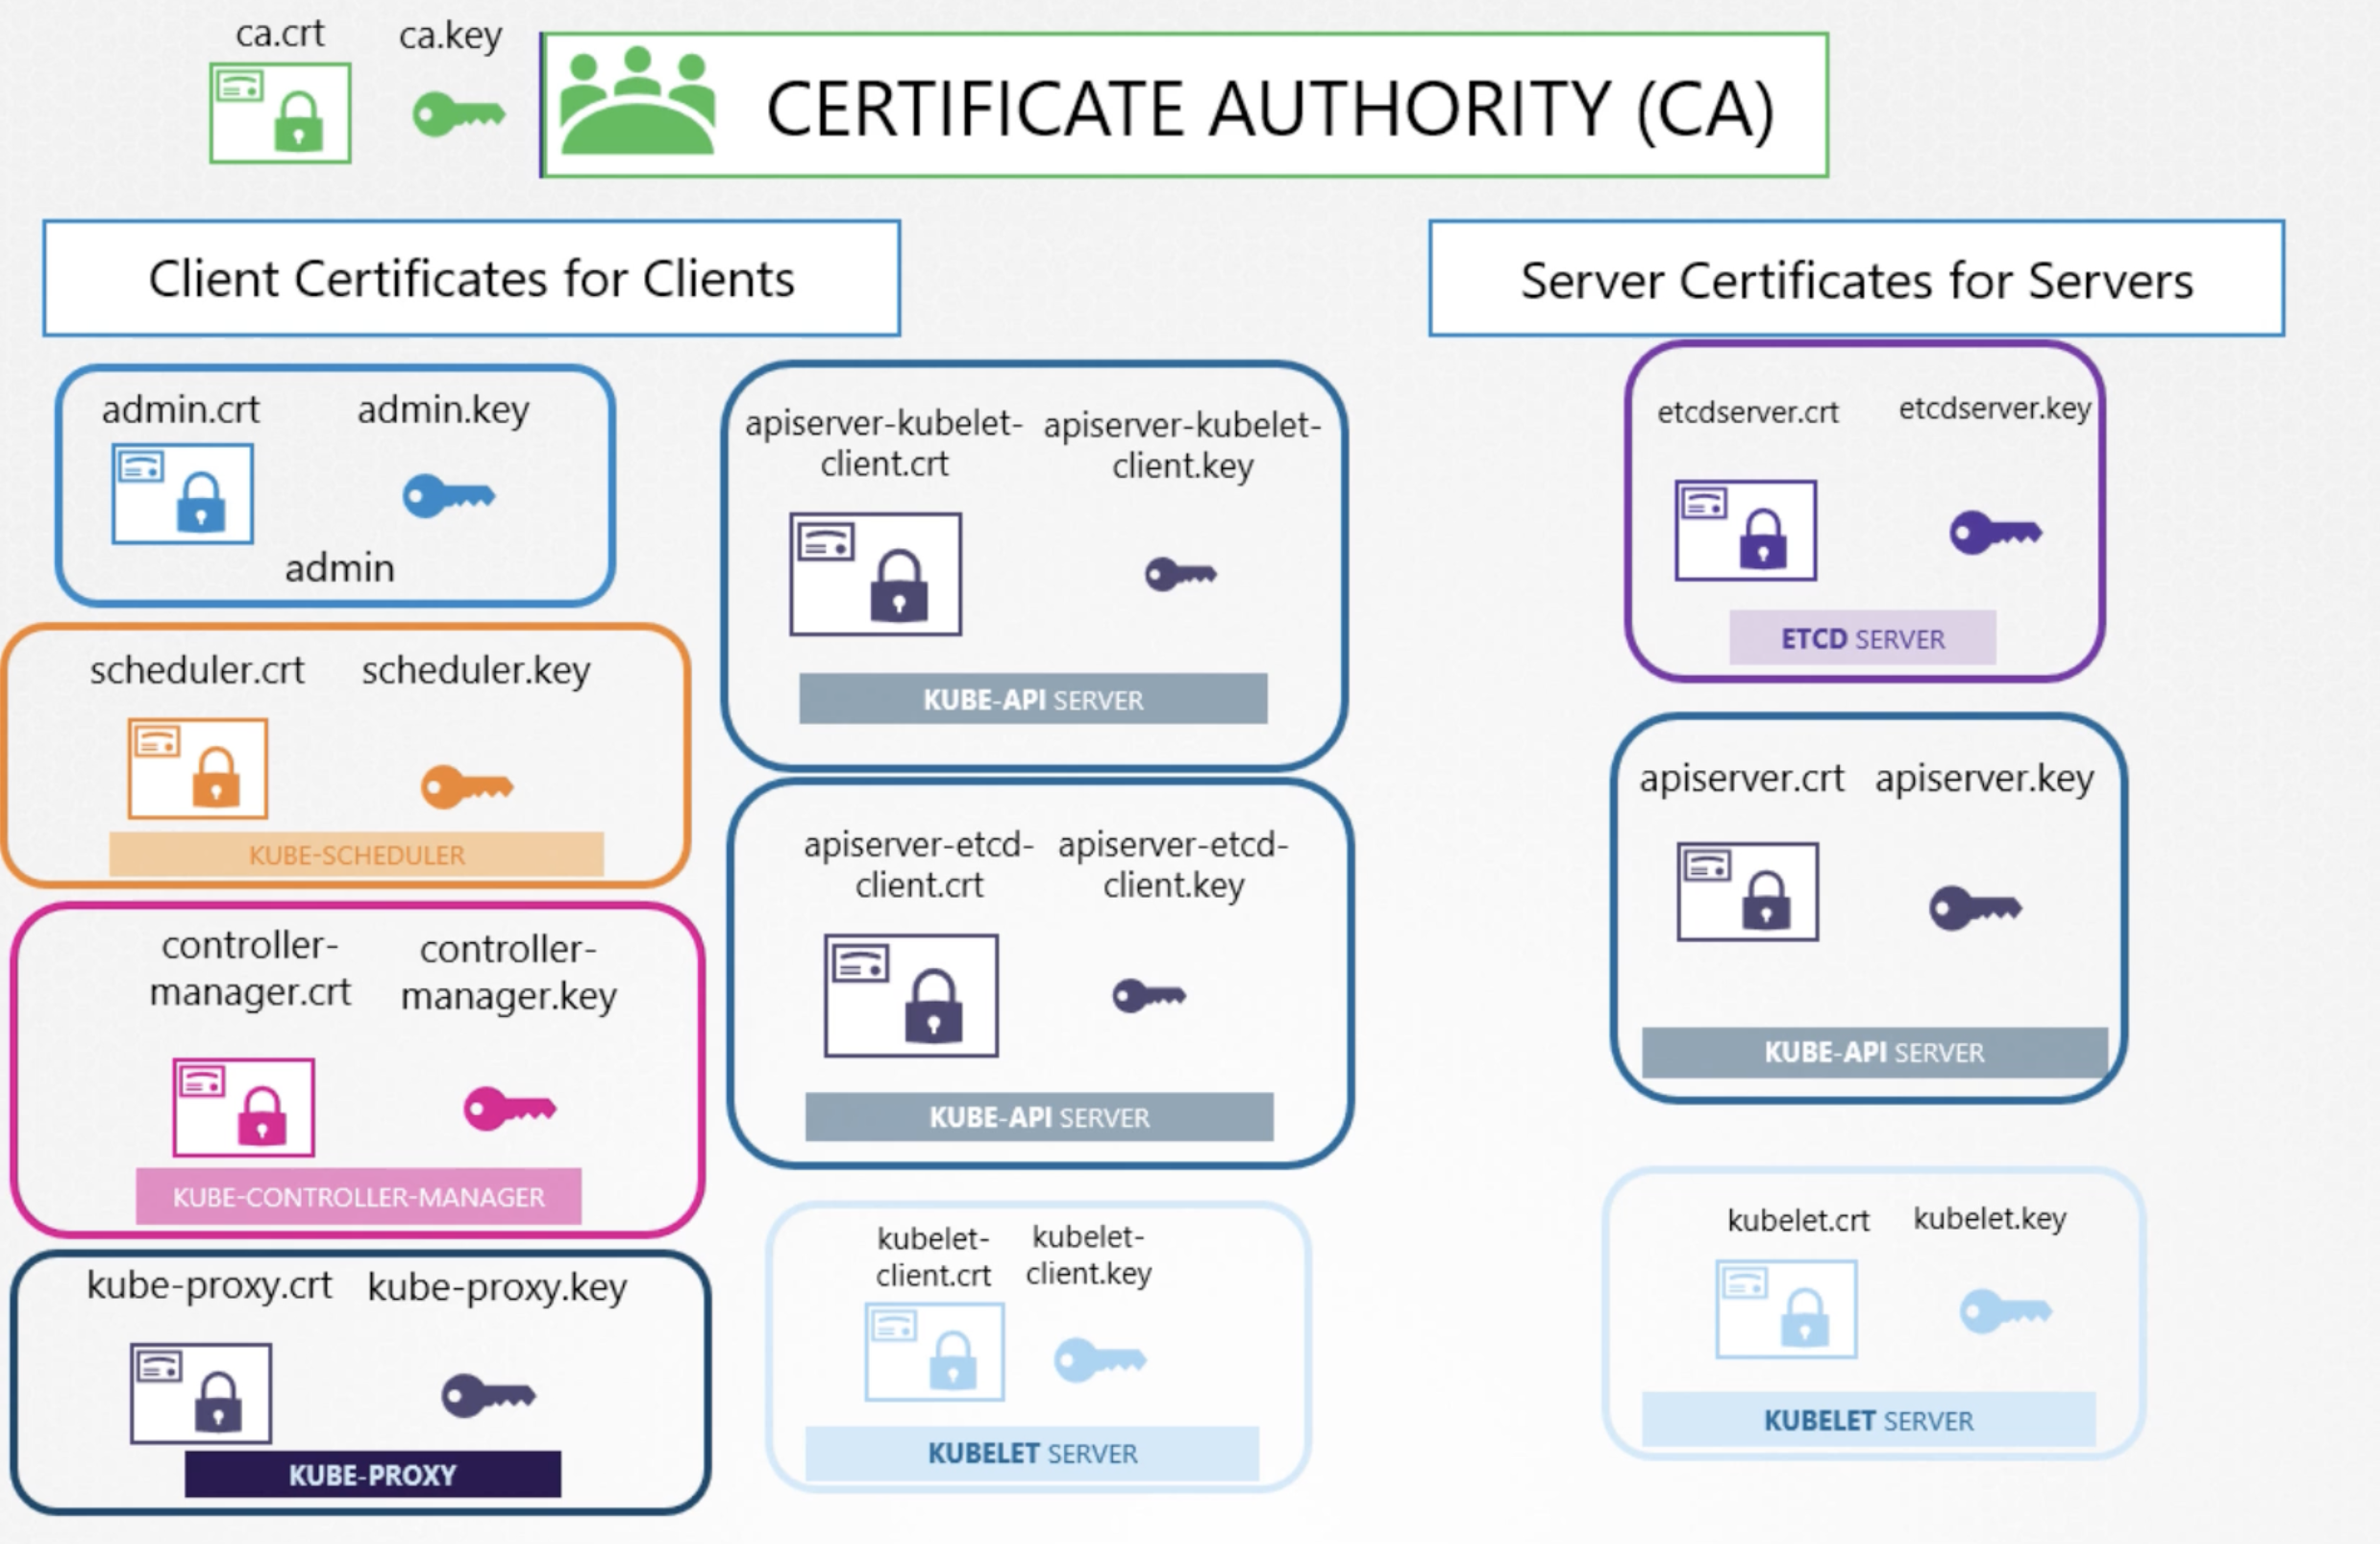 ca.crt
ca.key
CERTIFICATE AUTHORITY (CA)
Client Certificates for Clients
admin.crt
admin.key
admin
scheduler.crt
scheduler.key
KUBE-SCHEDULER
controller-
manager.crt
controller-
manager.key
KUBE-CONTROLLER-MANAGER
kube-proxy.crt
kube-proxy.key
KUBE-PROXY
apiserver-kubelet-
client.crt
apiserver-kubelet-
client.key
KUBE-API SERVER
apiserver-etcd-
client.crt
apiserver-etcd-
client.key
KUBE-API SERVER
kubelet-
client.crt
kubelet-
client.key
KUBELET SERVER
Server Certificates for Servers
etcdserver.crt
etcdserver.key
ETCD SERVER
apiserver.crt
apiserver.key
KUBE-API SERVER
kubelet.crt
kubelet.key
KUBELET SERVER